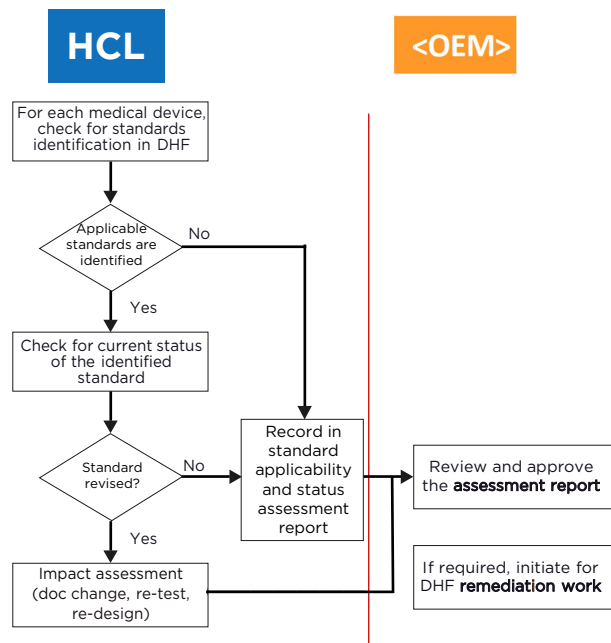 HCL
<OEM>
For each medical device,
check for standards
identification in DHF
Applicable
standards are
identified
No
Yes
Check for current status
of the identified
standard
Standard
revised?
No
Record in
standard
applicability
and status
assessment
report
Review and approve
the assessment report
Yes
Impact assessment
(doc change, re-test,
re-design)
If required, initiate for
DHF remediation work